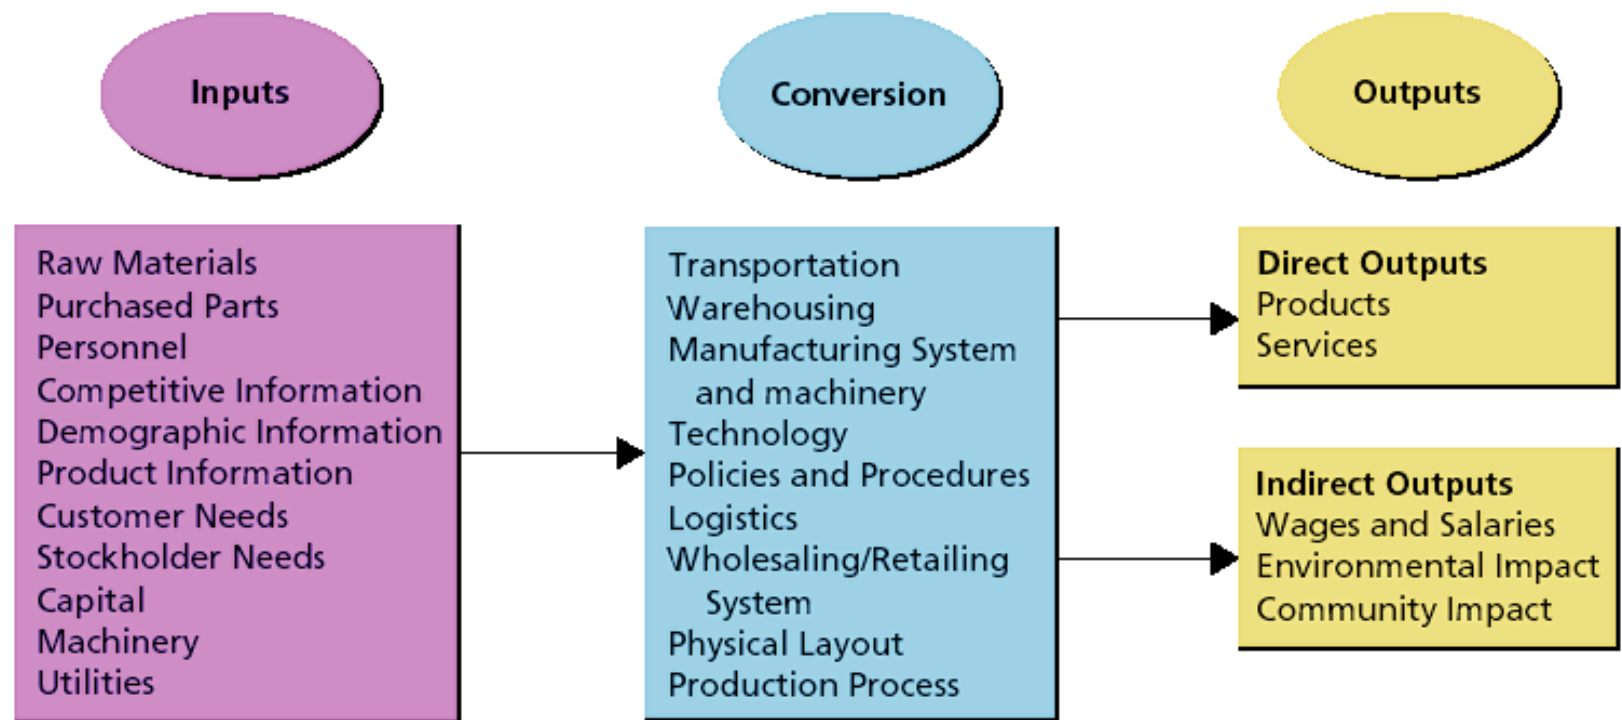 Inputs
Conversion
Outputs
Raw Materials
Purchased Parts
Personnel
Competitive Information
Demographic Information
Product Information
Customer Needs
Stockholder Needs
Capital
Machinery
Utilities
Transportation
Warehousing
Manufacturing System
and machinery
Technology
Policies and Procedures
Logistics
Wholesaling/Retailing
System
Physical Layout
Production Process
Direct Outputs
Products
Services
Indirect Outputs
Wages and Salaries
Environmental Impact
Community Impact